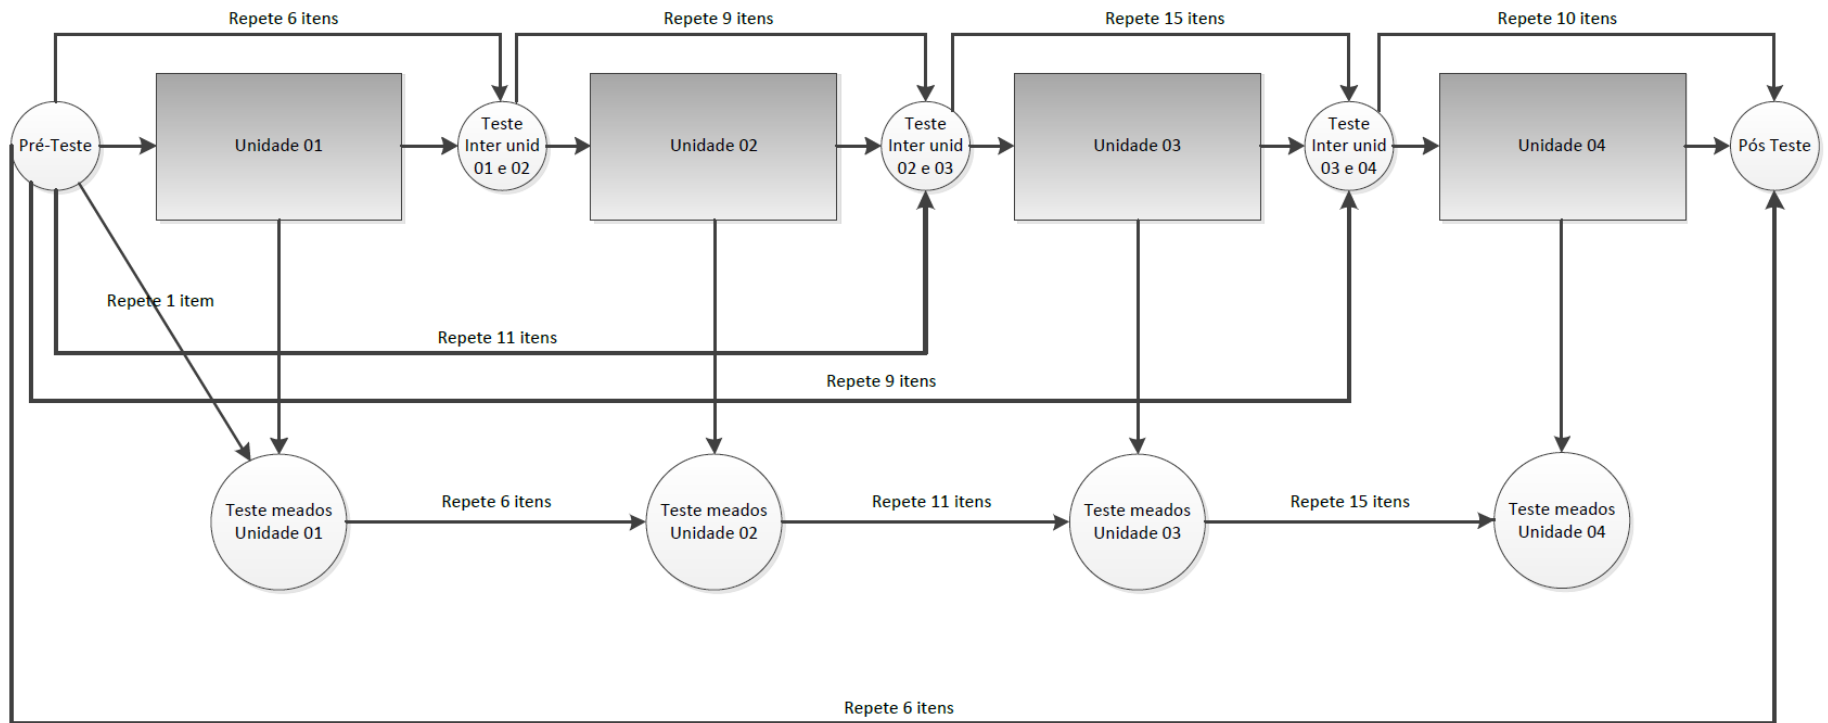 Repete 6 itens
Repete 9 itens
Repete 15 itens
Repete 10 itens
Pré-Teste
Unidade 01
Teste
Inter unid
01 e 02
Unidade 02
Teste
Inter unid
02 e 03
Unidade 03
Teste
Inter unid
03 e 04
Unidade 04
Pós Teste
Repete 1 item
Repete 11 itens
Repete 9 itens
Teste meados
Unidade 01
Repete 6 itens
Teste meados
Unidade 02
Repete 11 itens
Teste meados
Unidade 03
Repete 15 itens
Teste meados
Unidade 04
Repete 6 itens